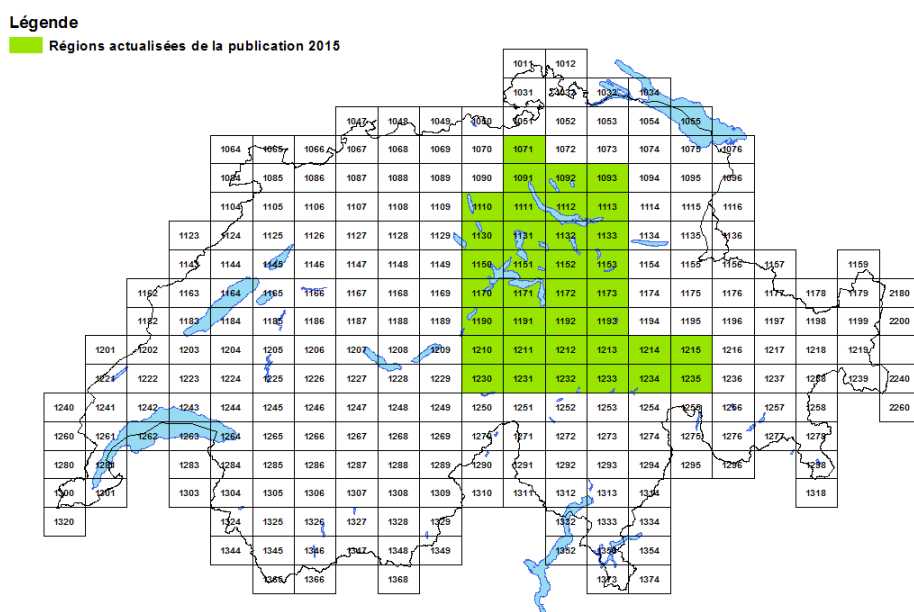 Légende
Régions actualisées de la publication 2015
1011 1012
1031 1032 1033 1034
1047 1048 1049 1050 1051 1052 1053 1054 1055
1064 1065 1066 1067 1068 1069 1070 1071 1072 1073 1074 1075 1076
1084 1085 1086 1087 1088 1089 1090 1091 1092 1093 1094 1095 1096
1104 1105 1106 1107 1108 1109 1110 1111 1112 1113 1114 1115 1116
1123 1124 1125 1126 1127 1128 1129 1130 1131 1132 1133 1134 1135 1136
1143 1144 1145 1146 1147 1148 1149 1150 1151 1152 1153 1154 1155 1156 1157 1159
1162 1163 1164 1165 1166 1167 1168 1169 1170 1171 1172 1173 1174 1175 1176 1177 1178 1179 2180
1182 1183 1184 1185 1186 1187 1188 1189 1190 1191 1192 1193 1194 1195 1196 1197 1198 1199 2200
1201 1202 1203 1204 1205 1206 1207 1208 1209 1210 1211 1212 1213 1214 1215 1216 1217 1218 1219
1221 1222 1223 1224 1225 1226 1227 1228 1229 1230 1231 1232 1233 1234 1235 1236 1237 1238 1239 2240
1240 1241 1242 1243 1244 1245 1246 1247 1248 1249 1250 1251 1252 1253 1254 1255 1256 1257 1258 2260
1260 1261 1262 1263 1264 1265 1266 1267 1268 1269 1270 1271 1272 1273 1274 1275 1276 1277 1278
1280 1281 1283 1284 1285 1286 1287 1288 1289 1290 1291 1292 1293 1294 1295 1296 1298
1300 1301 1303 1304 1305 1306 1307 1308 1309 1310 1311 1312 1313 1314 1318
1320 1324 1325 1326 1327 1328 1329 1332 1333 1334
1344 1345 1346 1347 1348 1349 1352 1353 1354
1365 1366 1368 1373 1374